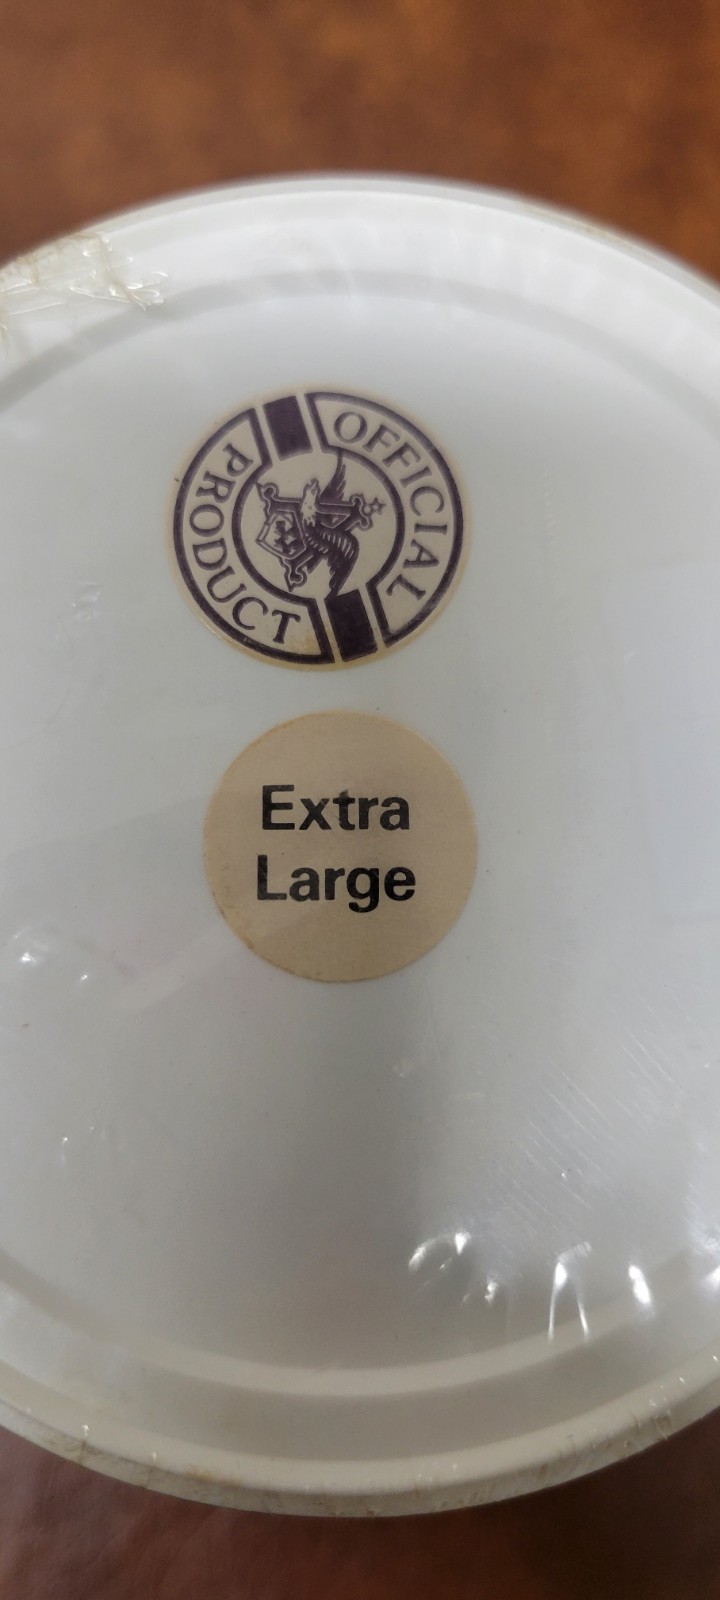 OFFICIAL
PRODUCT
Extra
Large